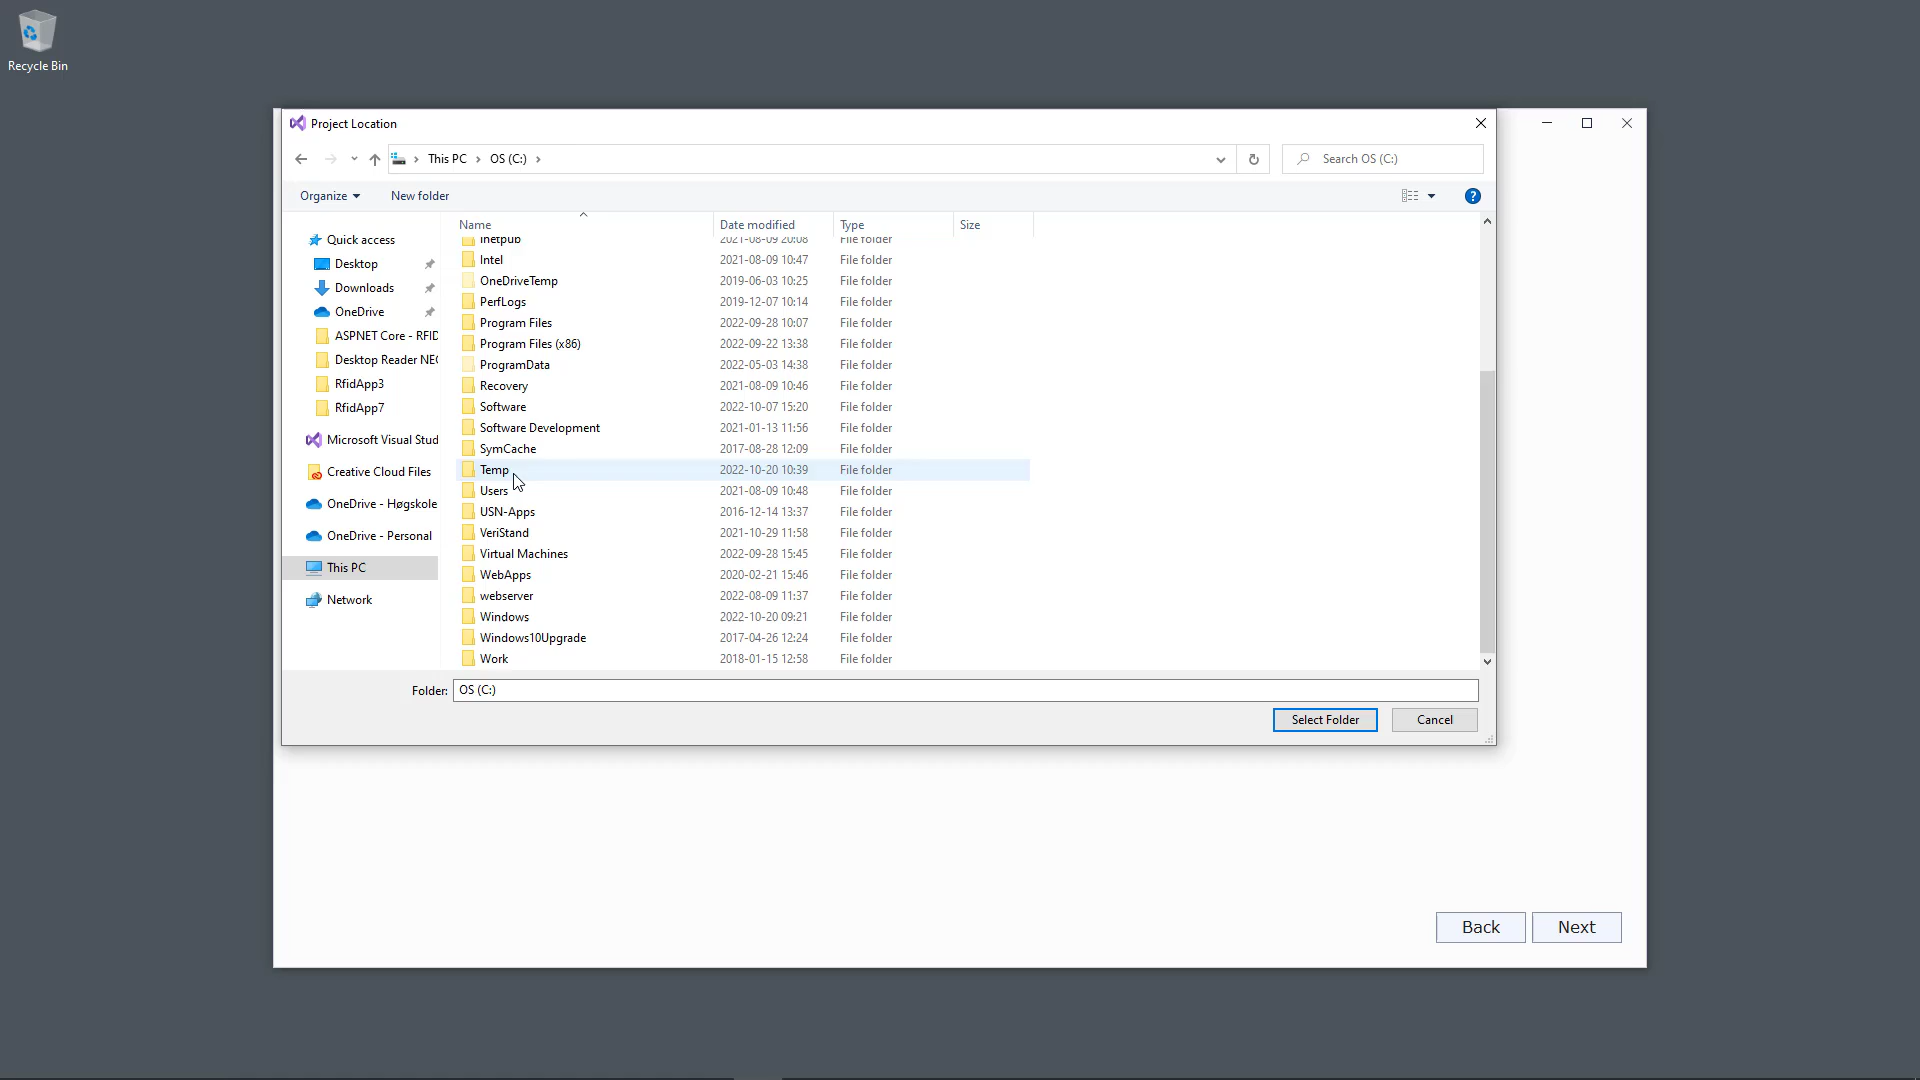 Recycle Bin
Project Location
This PC > OS (C:) >
Search OS (C:)
Organize
New folder
Name Date modified Type Size
Quick access
Desktop
Downloads
OneDrive
ASPNET Core - RFID
Desktop Reader NE
RfidApp3
RfidApp7
Microsoft Visual Stud
Creative Cloud Files
OneDrive - Høgskole
OneDrive - Personal
This PC
Network
inetpub 2021-08-09 20:08 File folder
Intel 2021-08-09 10:47 File folder
OneDriveTemp 2019-06-03 10:25 File folder
PerfLogs 2019-12-07 10:14 File folder
Program Files 2022-09-28 10:07 File folder
Program Files (x86) 2022-09-22 13:38 File folder
ProgramData 2022-05-03 14:38 File folder
Recovery 2021-08-09 10:46 File folder
Software 2022-10-07 15:20 File folder
Software Development 2021-01-13 11:56 File folder
SymCache 2017-08-28 12:09 File folder
Temp 2022-10-20 10:39 File folder
Users 2021-08-09 10:48 File folder
USN-Apps 2016-12-14 13:37 File folder
VeriStand 2021-10-29 11:58 File folder
Virtual Machines 2022-09-28 15:45 File folder
WebApps 2020-02-21 15:46 File folder
webserver 2022-08-09 11:37 File folder
Windows 2022-10-20 09:21 File folder
Windows10Upgrade 2017-04-26 12:24 File folder
Work 2018-01-15 12:58 File folder
Folder: OS (C:)
Select Folder
Cancel
Back
Next